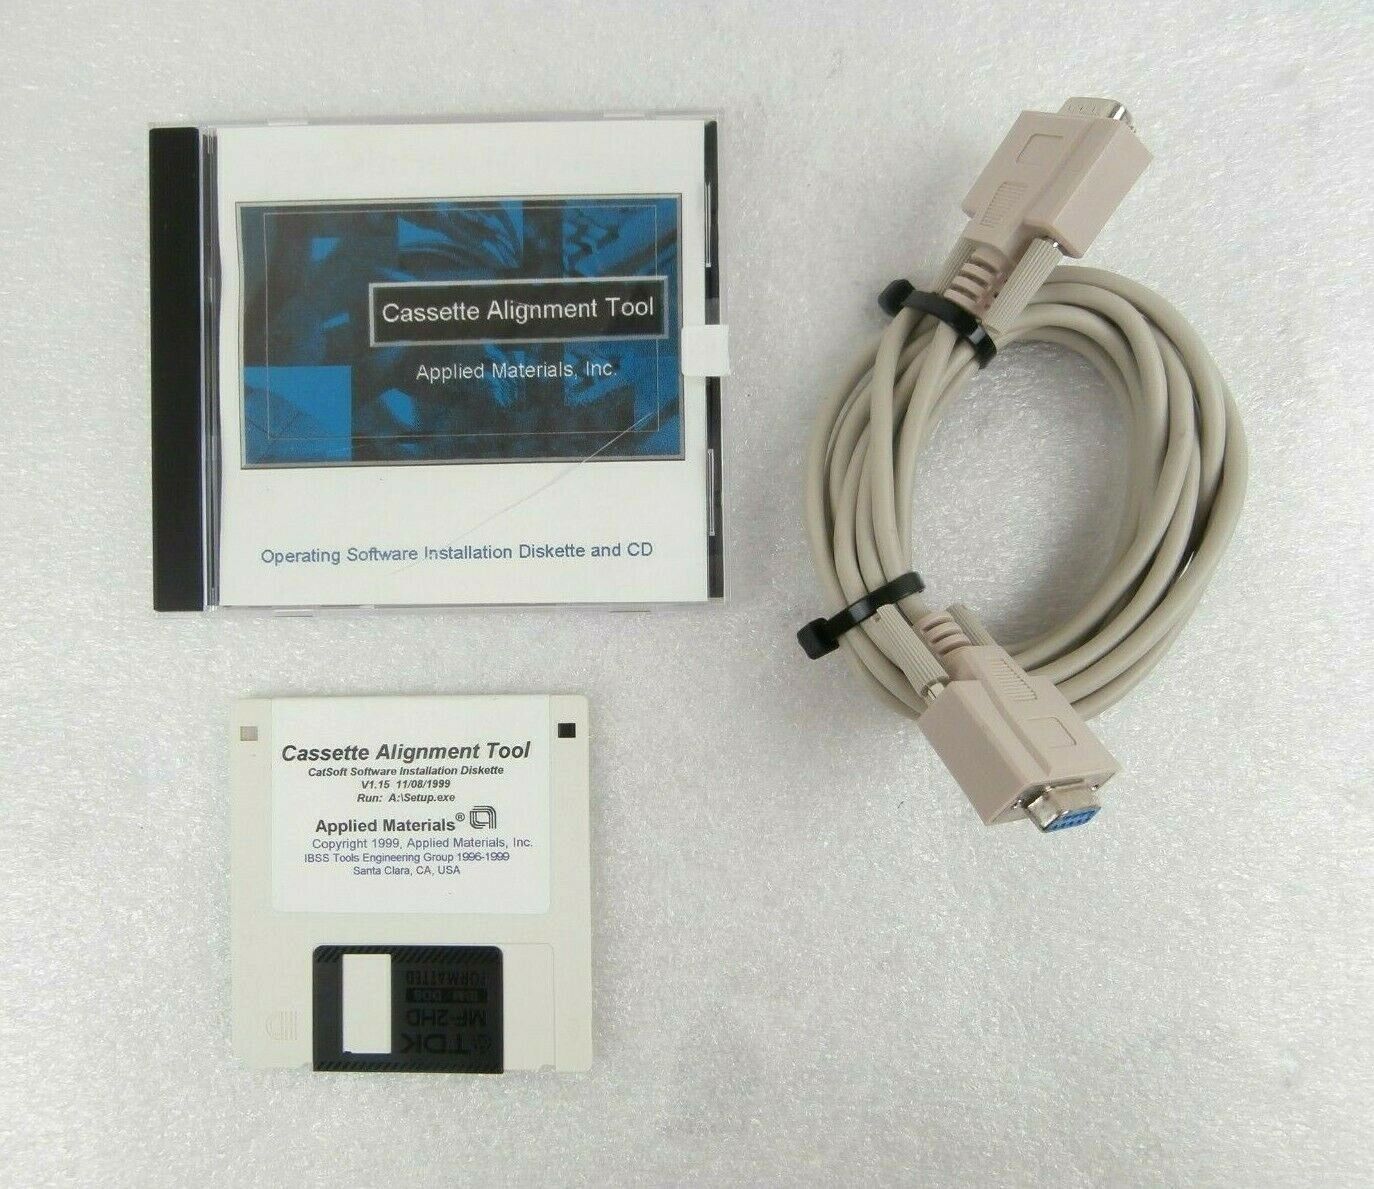 Cassette Alignment Tool
Applied Materials, Inc.
Operating Software Installation Diskette and CD
Cassette Alignment Tool
CatSoft Software Installation Diskette
V1.15 11/08/1999
Run: A:\Setup.exe
Applied Materials®
Copyright 1999, Applied Materials, Inc.
IBSS Tools Engineering Group 1996-1999
Santa Clara, CA, USA
HD
FORMATTED
IBM DOS
MF-2HD
TDK